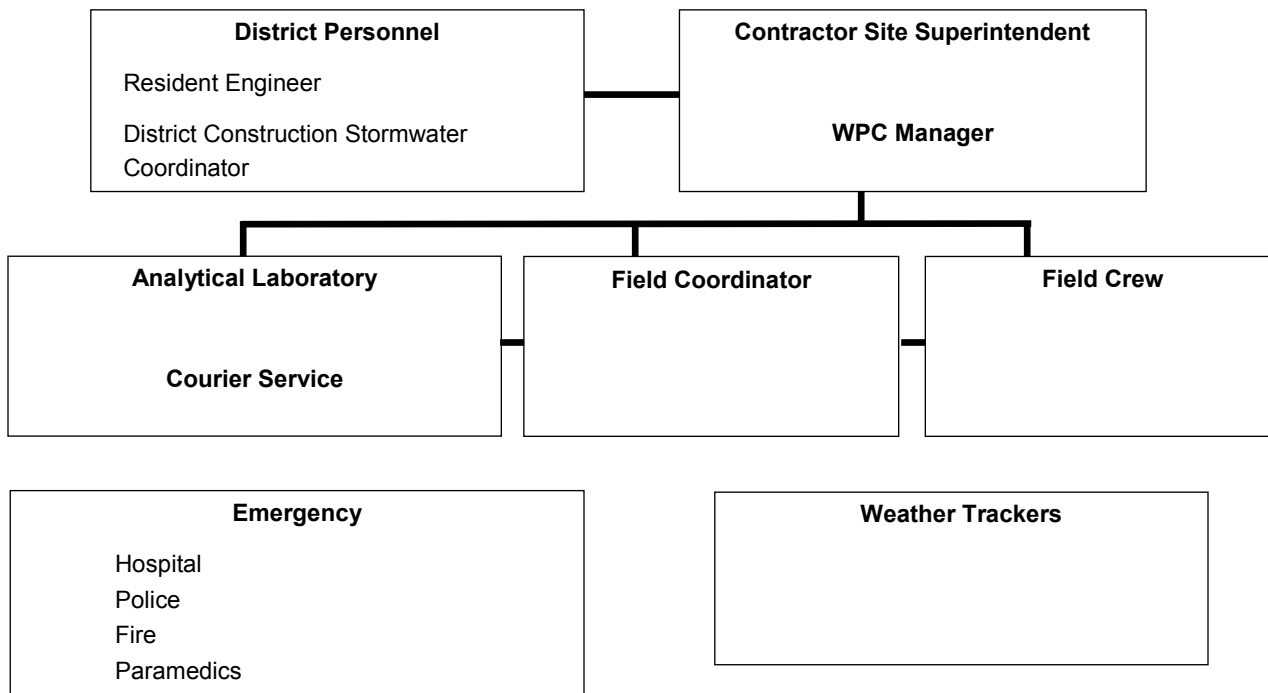 District Personnel
Resident Engineer
District Construction Stormwater
Coordinator
Contractor Site Superintendent
WPC Manager
Analytical Laboratory
Courier Service
Field Coordinator
Field Crew
Emergency
Hospital
Police
Fire
Paramedics
Weather Trackers